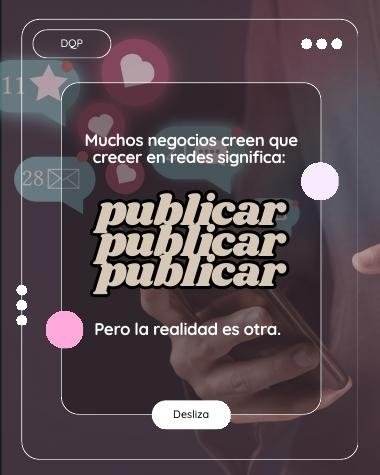 DQP
11
Muchos negocios creen que
crecer en redes significa:
28
publicar
publicar
publicar
Pero la realidad es otra.
Desliza